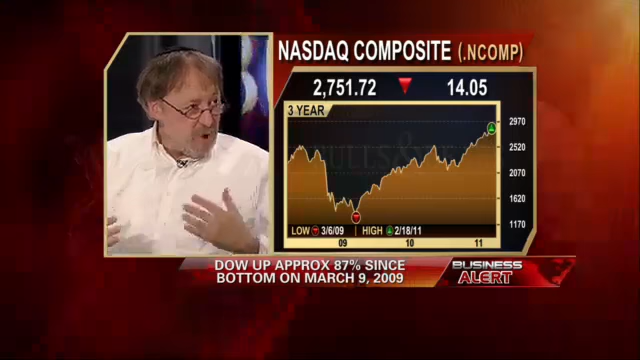 NASDAQ COMPOSITE (.NCOMP)
2,751.72 14.05
3 YEAR
BULLS &
2970
2520
2070
1620
1170
LOW 3/6/09 HIGH 2/18/11
09 10 11
DOW UP APPROX 87% SINCE
BOTTOM ON MARCH 9, 2009
BUSINESS
ALERT